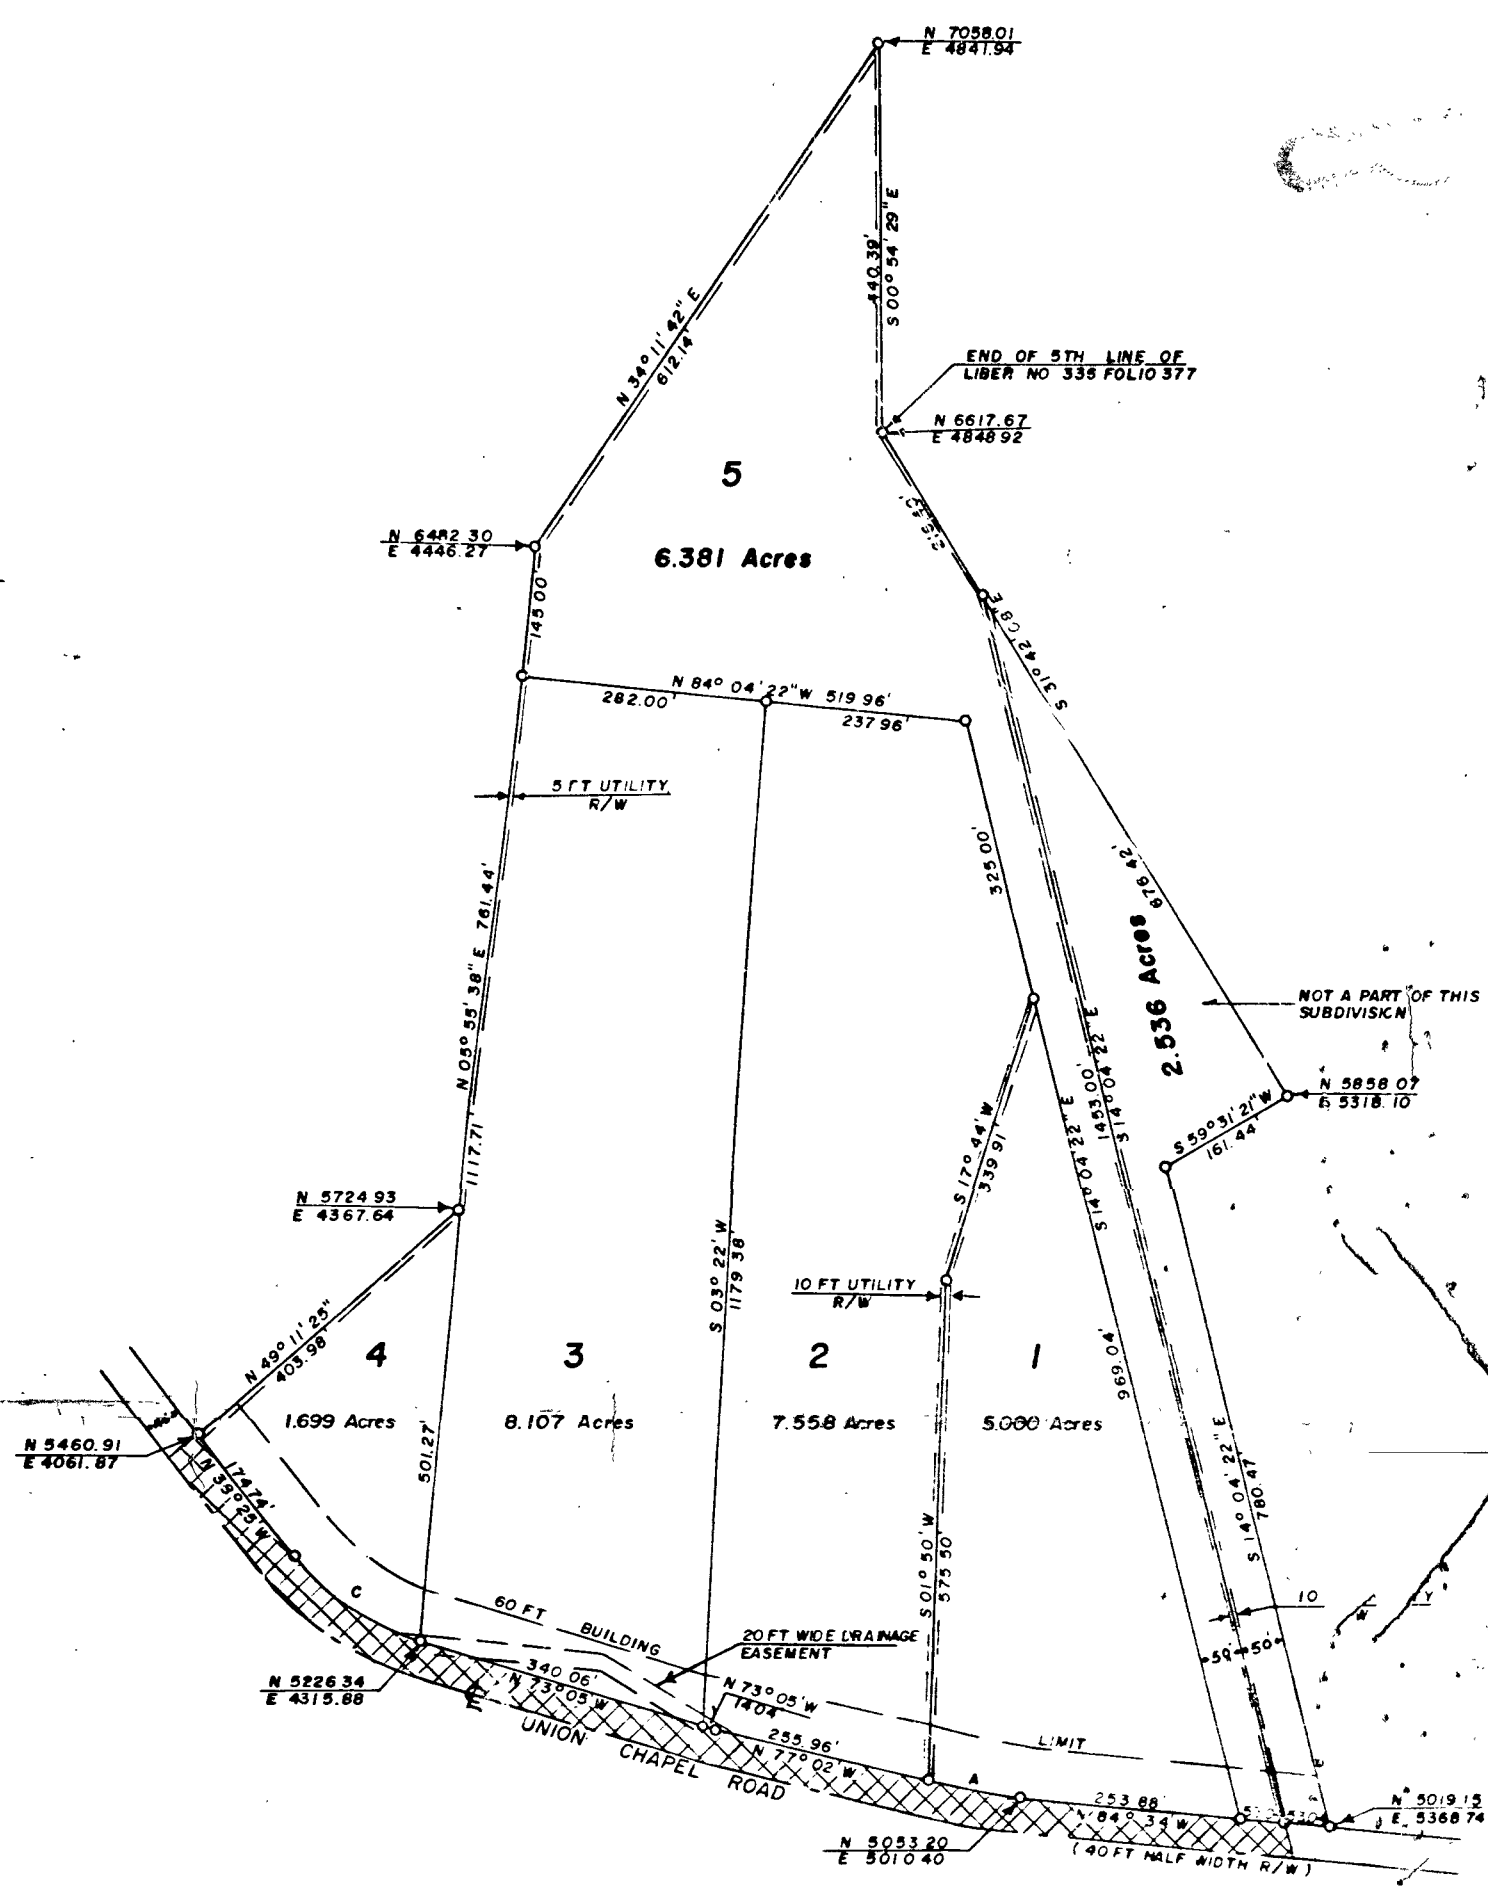 N 7058.01
E 4841.94
440.39'
S 00° 54' 29" E
N 34° 11' 42" E
612.14'
END OF 5TH LINE OF
LIBER NO 335 FOLIO 377
N 6617.67
E 4848 92
5
6.381 Acres
N 6482 30
E 4446.27
145 00'
S 31° 42' 08" E
N 84° 04' 22" W 519 96'
282.00'
237 96'
5 FT UTILITY
R/W
325 00'
N 05° 55' 38" E 761.44'
1117.71'
876 42'
2.536 Acres
NOT A PART OF THIS
SUBDIVISION
N 5858 07
E 5318. 10
S 59° 31' 21" W
161.44'
S 14° 04' 22" E
1453.00'
S 14° 04' 22" E
S 14° 04' 22" E
969.04'
S 17° 44' W
339 91'
N 5724 93
E 4367.64
S 03° 22' W
1179 38'
10 FT UTILITY
R/W
N 49° 11' 25"
403.98'
4
3
2
1
1.699 Acres
8.107 Acres
7.558 Acres
5.000 Acres
N 5460.91
E 4061.87
174 74'
N 39° 25' W
501.27'
S 01° 50' W
575 50'
S 14° 04' 22" E
780.47'
C
60 FT
BUILDING
LIMIT
20 FT WIDE DRAINAGE
EASEMENT
10
W
Y
50'
50'
N 5226 34
E 4315.88
340 06'
N 73° 05' W
N 73° 05' W
14 04'
255.96'
N 77° 02' W
A
253 88'
N 84° 34' W
UNION CHAPEL ROAD
N 5053.20
E 5010 40
(40 FT HALF WIDTH R/W)
N 5019 15
E 5368 74